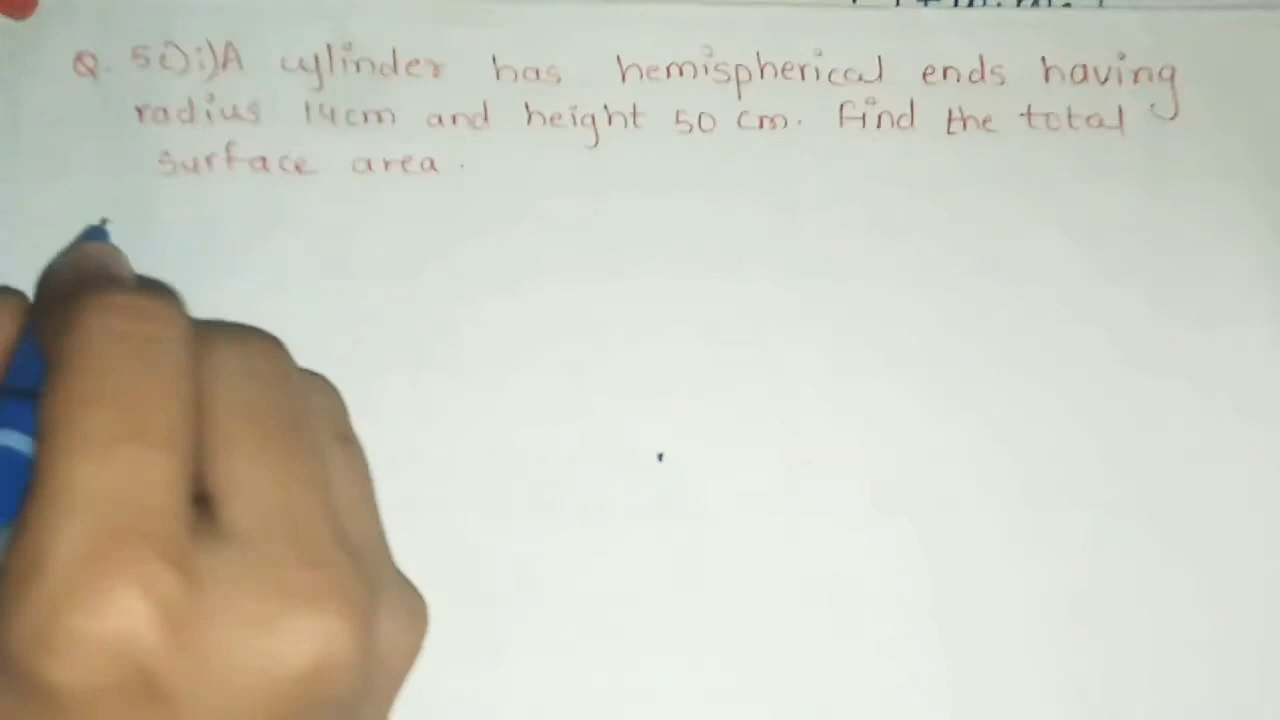 Q. 5 i) A cylinder has hemispherical ends having
radius 14cm and height 50 cm. Find the total
surface area.